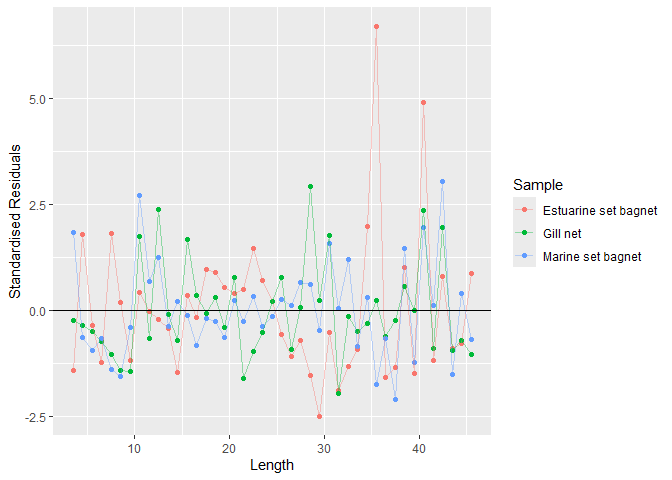 5.0
2.5
0.0
-2.5
Standardised Residuals
10 20 30 40
Length
Sample
Estuarine set bagnet
Gill net
Marine set bagnet